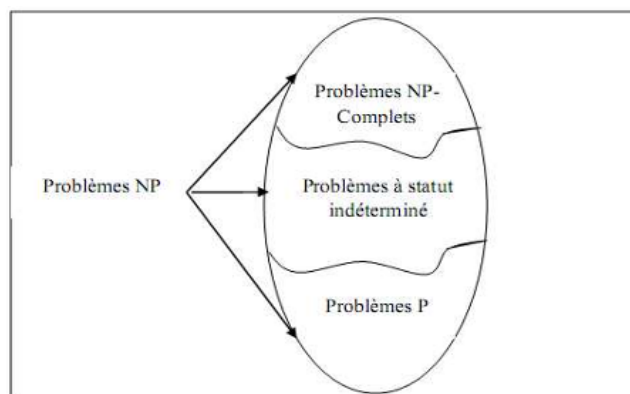 Problèmes NP-
Complets
Problèmes NP
Problèmes à statut
indéterminé
Problèmes P